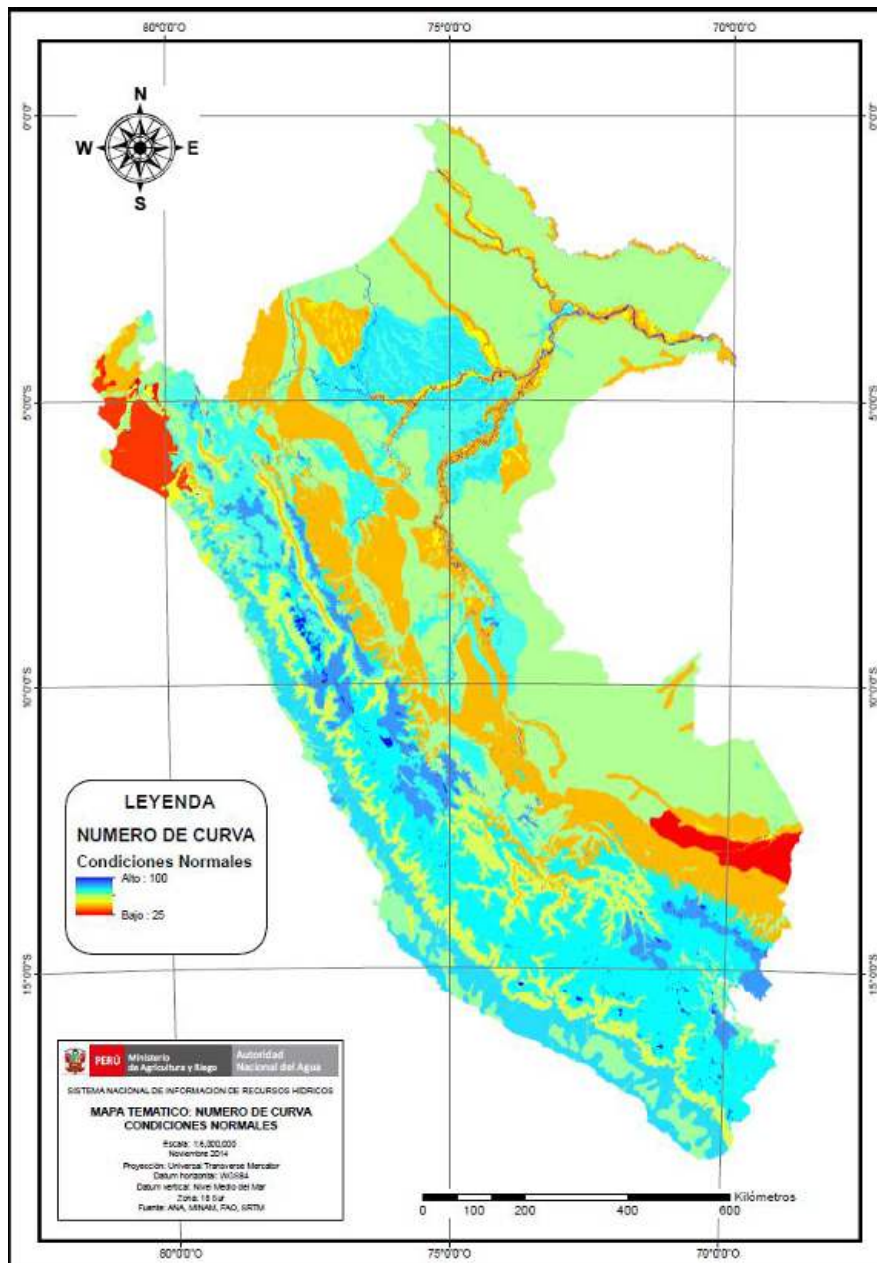 80°0'0"O 75°0'0"O 70°0'0"O
N
W E
S
0°0'0" 0°0'0"
5°0'0"S 5°0'0"S
10°0'0"S 10°0'0"S
LEYENDA
NUMERO DE CURVA
Condiciones Normales
Alto : 100
Bajo : 25
15°0'0"S 15°0'0"S
PERÚ Ministerio de Agricultura y Riego Autoridad Nacional del Agua
SISTEMA NACIONAL DE INFORMACION DE RECURSOS HIDRICOS
MAPA TEMATICO: NUMERO DE CURVA
CONDICIONES NORMALES
Escala: 1:6,000,000
Noviembre 2014
Proyección: Universal Transverse Mercator
Datum horizontal: WGS84
Datum vertical: Nivel Medio del Mar
Zona: 18 Sur
Fuente: ANA, MINAM, FAO, SRTM
Kilómetros
0 100 200 400 600
80°0'0"O 75°0'0"O 70°0'0"O